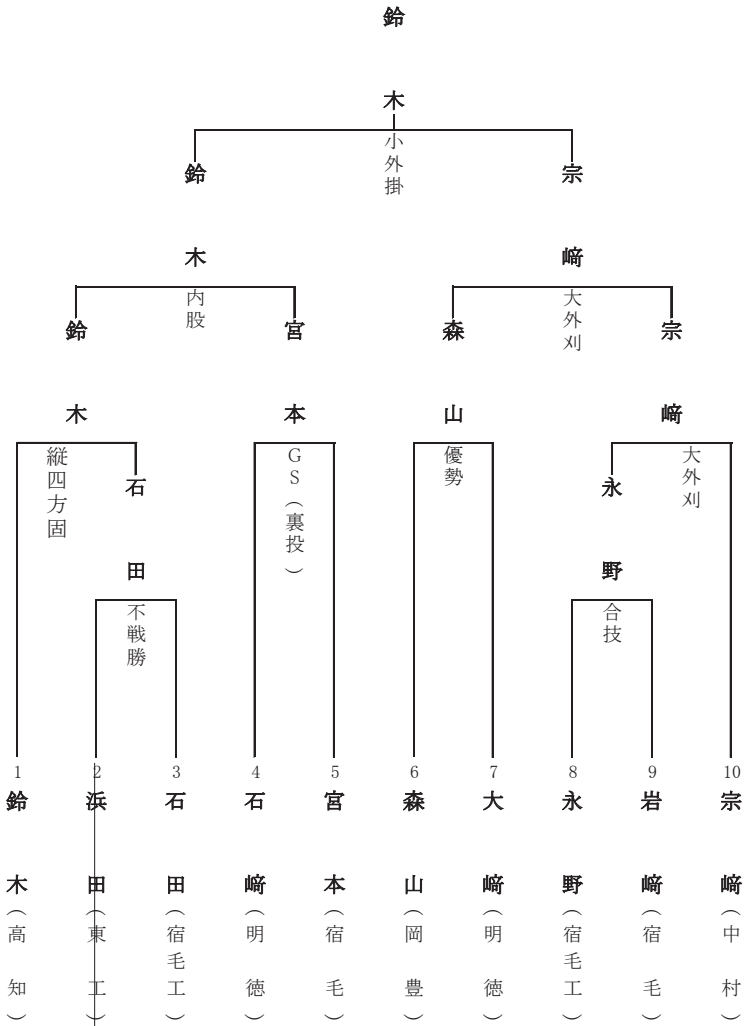 鈴木
小外掛
鈴木
宗﨑
内股
大外刈
鈴木
宮本
森山
宗﨑
縦四方固
GS(裏投)
優勢
大外刈
石田
永野
不戦勝
合技
1 鈴木(高知)
2 浜田(東工)
3 石田(宿毛工)
4 石﨑(明徳)
5 宮本(宿毛)
6 森山(岡豊)
7 大﨑(明徳)
8 永野(宿毛工)
9 岩﨑(宿毛)
10 宗﨑(中村)